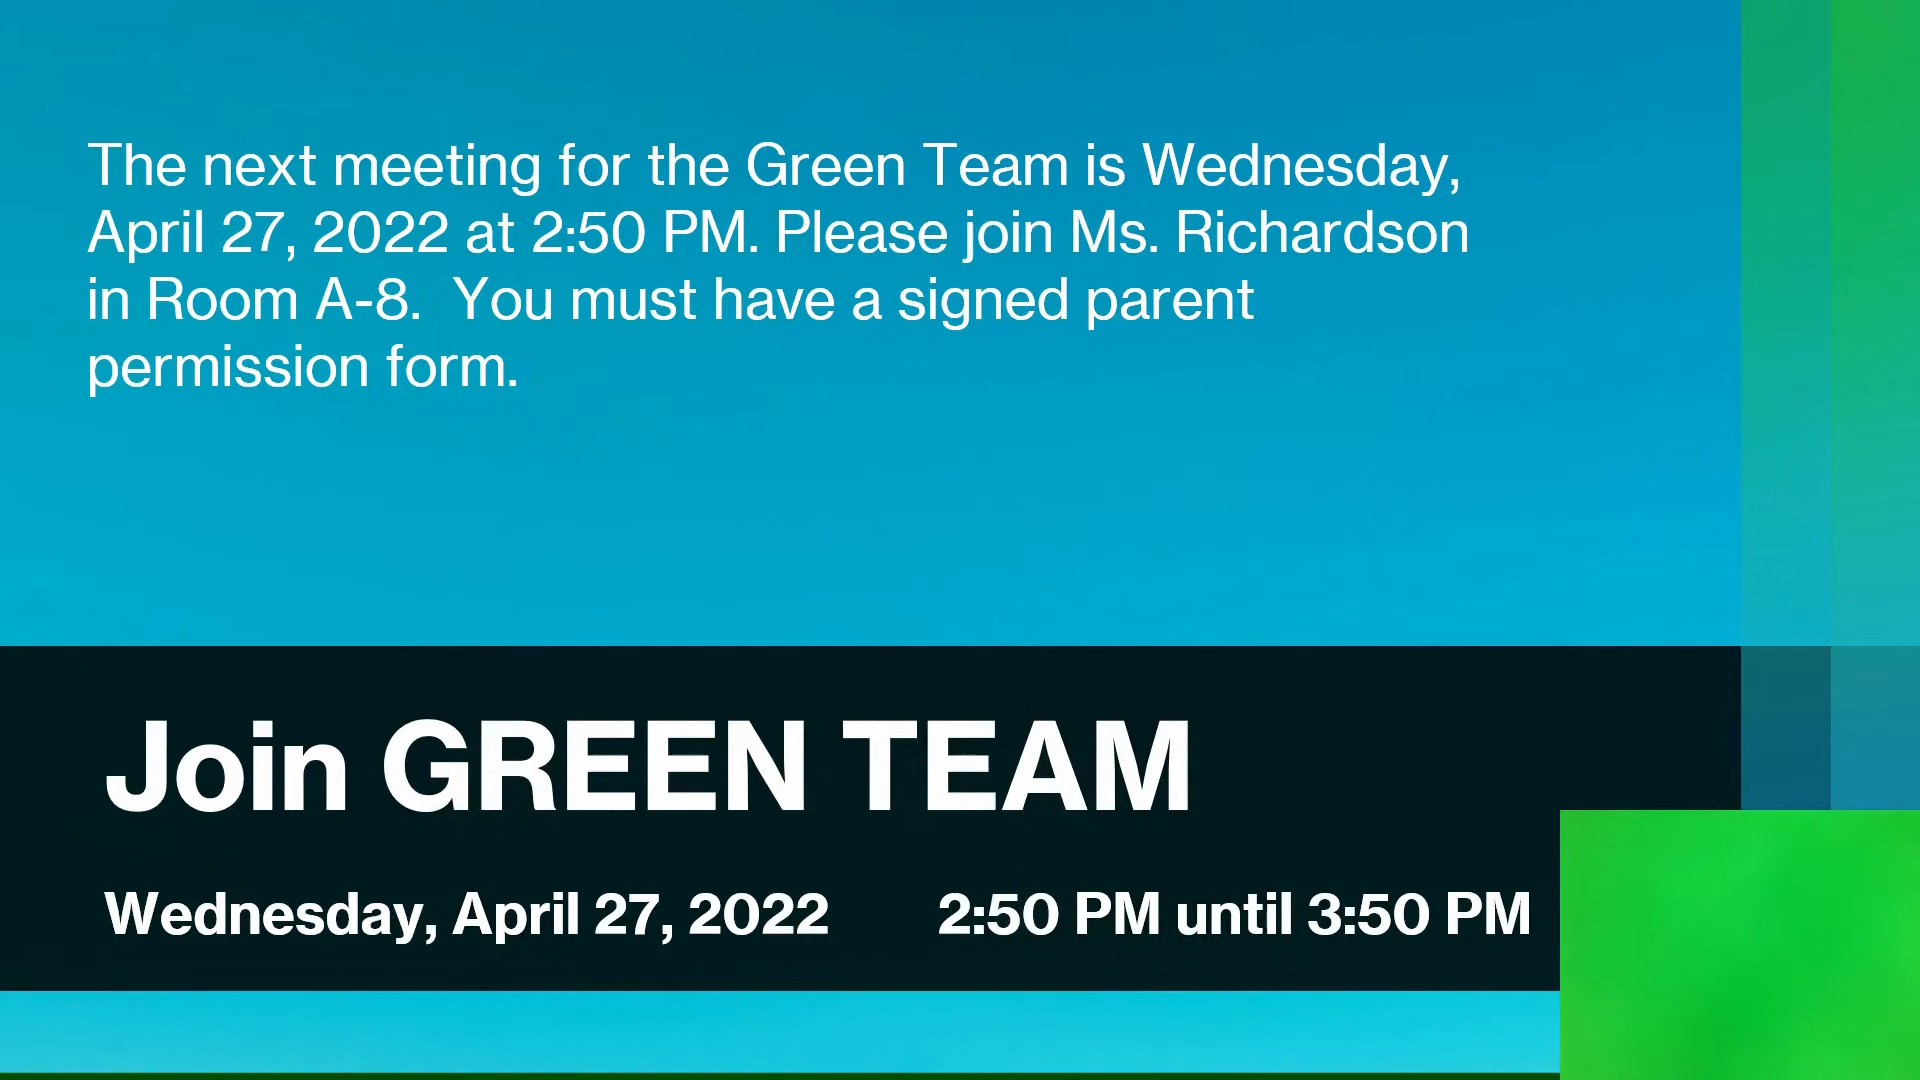 The next meeting for the Green Team is Wednesday,
April 27, 2022 at 2:50 PM. Please join Ms. Richardson
in Room A-8.  You must have a signed parent
permission form.
Join GREEN TEAM
Wednesday, April 27, 2022 2:50 PM until 3:50 PM